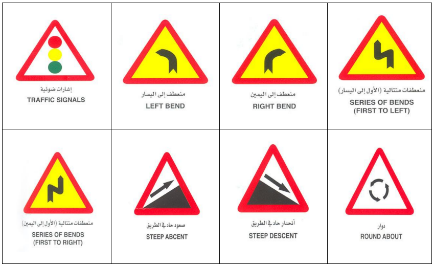 إشارات ضوئية
TRAFFIC SIGNALS
منعطف إلى اليسار
LEFT BEND
منعطف إلى اليمين
RIGHT BEND
منعطفات متتالية (الأول إلى اليسار)
SERIES OF BENDS
(FIRST TO LEFT)
منعطفات متتالية (الأول إلى اليمين)
SERIES OF BENDS
(FIRST TO RIGHT)
صعود حاد في الطريق
STEEP ASCENT
أنحدار حاد في الطريق
STEEP DESCENT
دوار
ROUND ABOUT